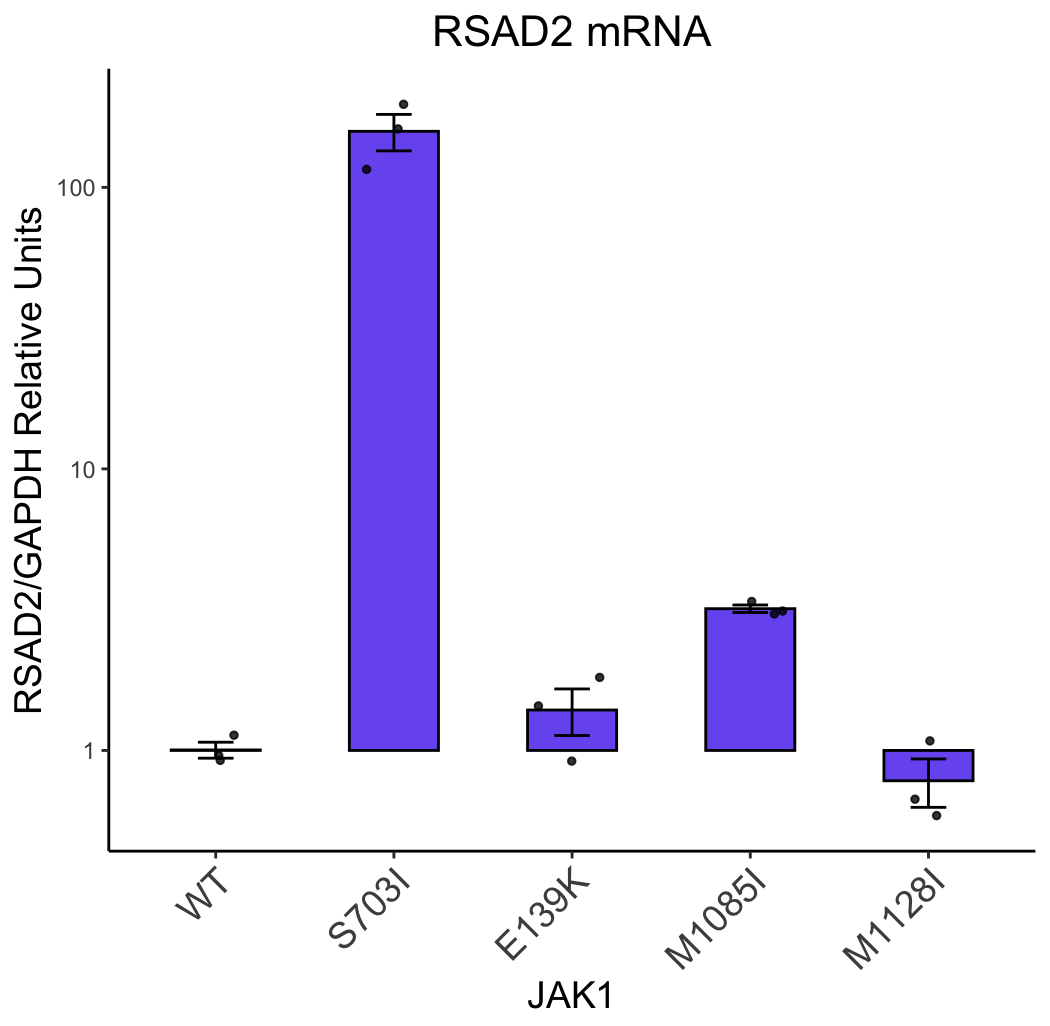 RSAD2 mRNA
RSAD2/GAPDH Relative Units
100
10
1
WT
S703I
E139K
M1085I
M1128I
JAK1